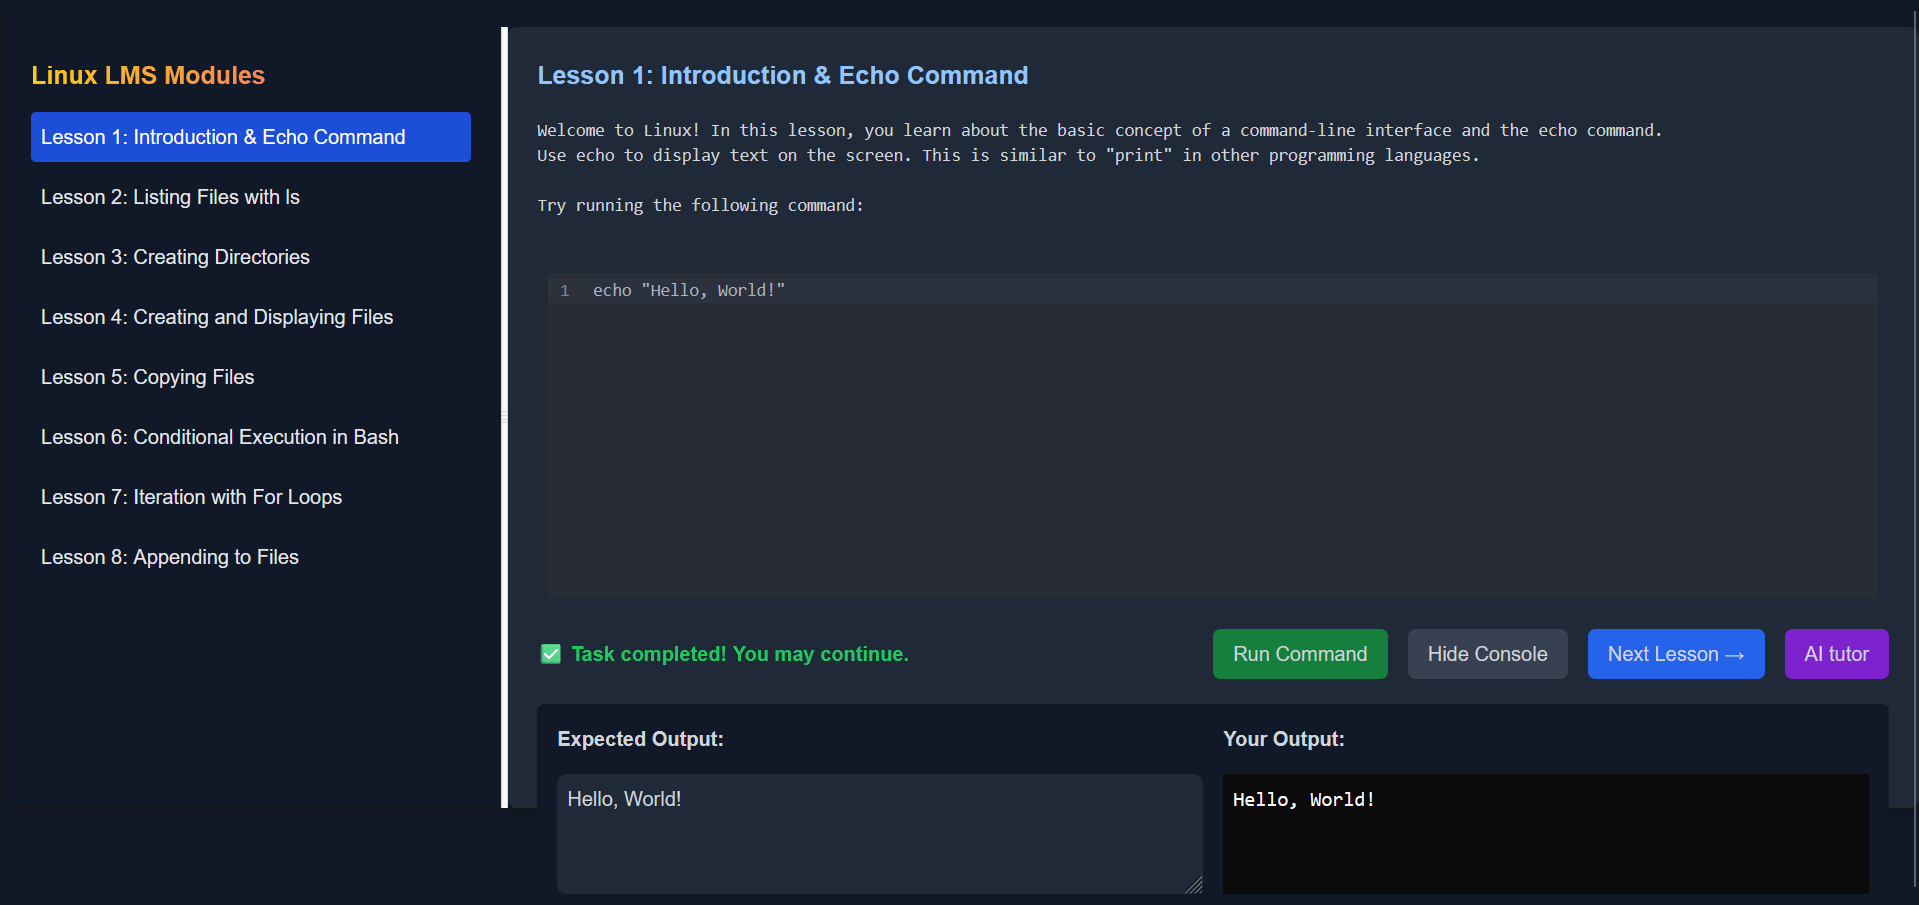 Linux LMS Modules
Lesson 1: Introduction & Echo Command
Lesson 2: Listing Files with ls
Lesson 3: Creating Directories
Lesson 4: Creating and Displaying Files
Lesson 5: Copying Files
Lesson 6: Conditional Execution in Bash
Lesson 7: Iteration with For Loops
Lesson 8: Appending to Files
Lesson 1: Introduction & Echo Command
Welcome to Linux! In this lesson, you learn about the basic concept of a command-line interface and the echo command.
Use echo to display text on the screen. This is similar to "print" in other programming languages.
Try running the following command:
1 echo "Hello, World!"
✅ Task completed! You may continue.
Run Command
Hide Console
Next Lesson →
AI tutor
Expected Output:
Hello, World!
Your Output:
Hello, World!